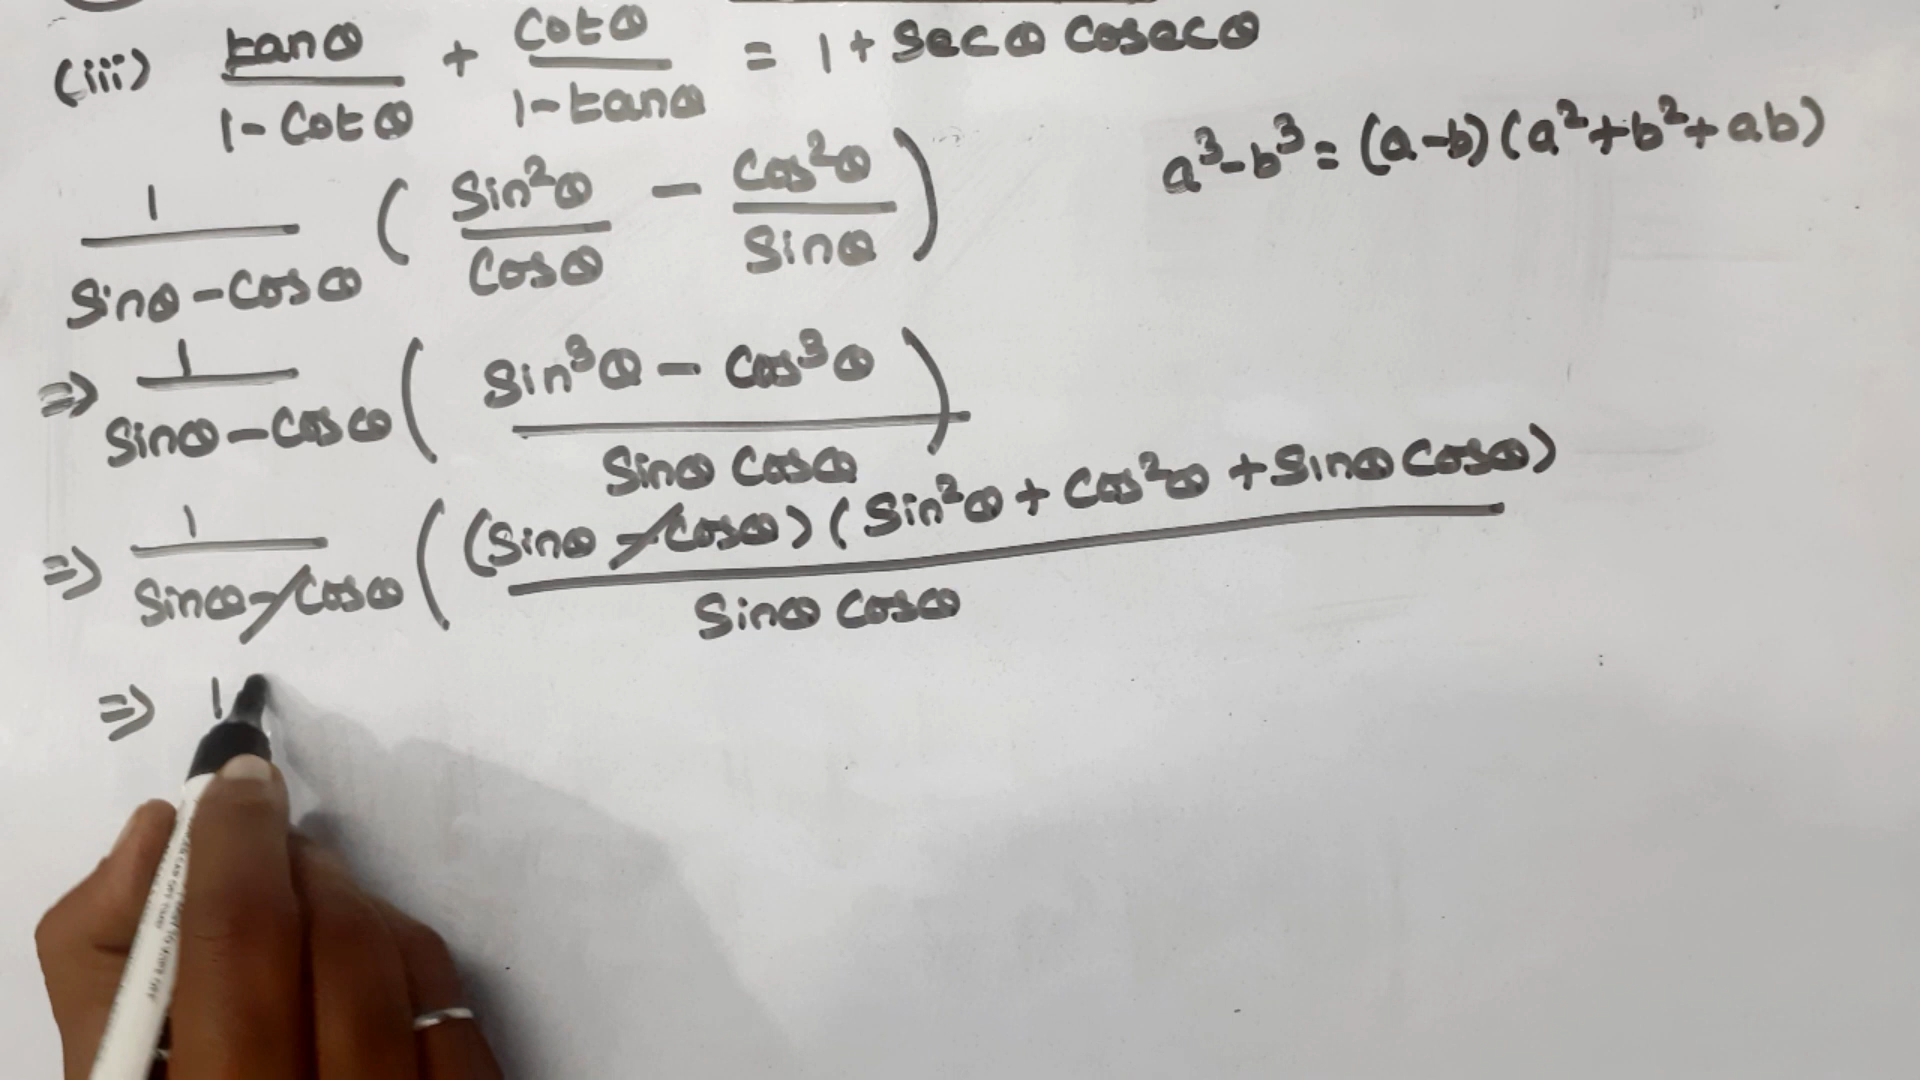 (iii) tanθ/(1-Cotθ) + Cotθ/(1-tanθ) = 1 + Secθ Cosecθ
a³-b³ = (a-b)(a²+b²+ab)
1/(Sinθ-Cosθ) (Sin²θ/Cosθ - Cos²θ/Sinθ)
=> 1/(Sinθ-Cosθ) ((Sin³θ - Cos³θ)/(Sinθ Cosθ))
=> 1/(Sinθ-Cosθ) ((Sinθ-Cosθ)(Sin²θ + Cos²θ + Sinθ Cosθ)/(Sinθ Cosθ))
=> 1